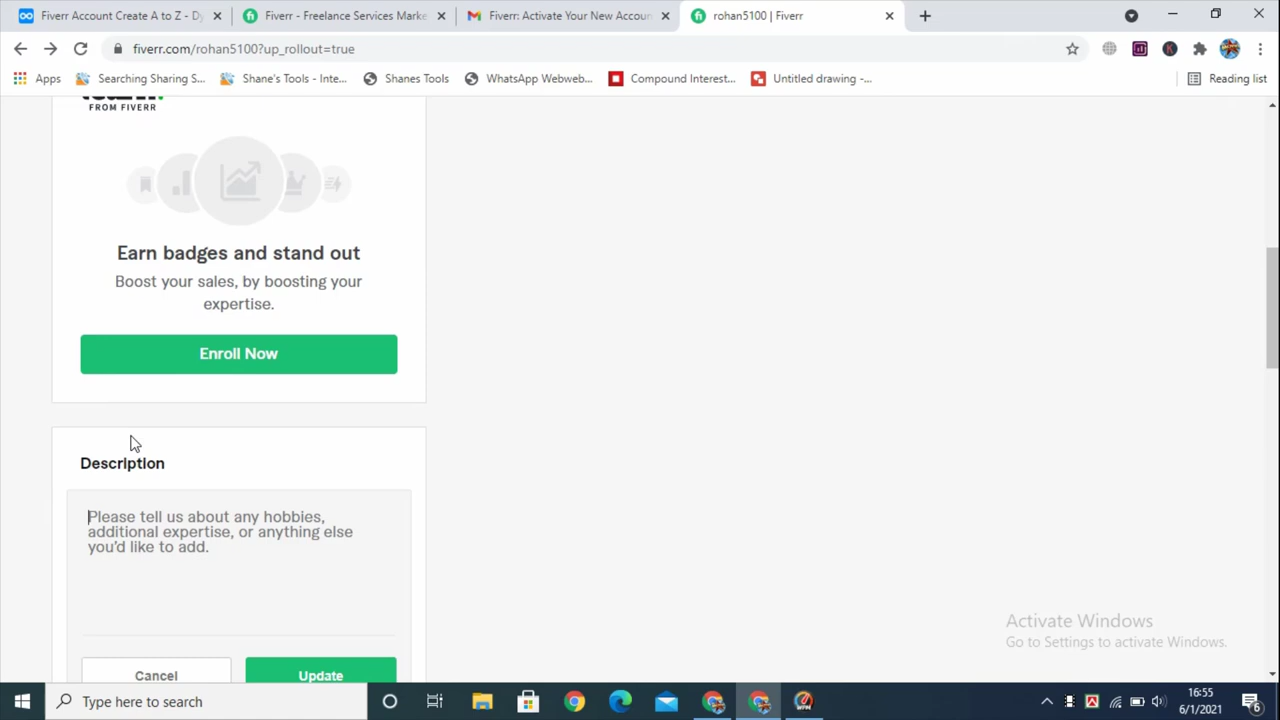 Fiverr Account Create A to Z - Dy
Fiverr - Freelance Services Marke
Fiverr: Activate Your New Accoun
rohan5100 | Fiverr
fiverr.com/rohan5100?up_rollout=true
Apps
Searching Sharing S...
Shane's Tools - Inte...
Shanes Tools
WhatsApp Webweb...
Compound Interest...
Untitled drawing -...
Reading list
FROM FIVERR
Earn badges and stand out
Boost your sales, by boosting your
expertise.
Enroll Now
Description
Please tell us about any hobbies,
additional expertise, or anything else
you'd like to add.
Cancel
Update
Activate Windows
Go to Settings to activate Windows.
Type here to search
16:55
6/1/2021
6